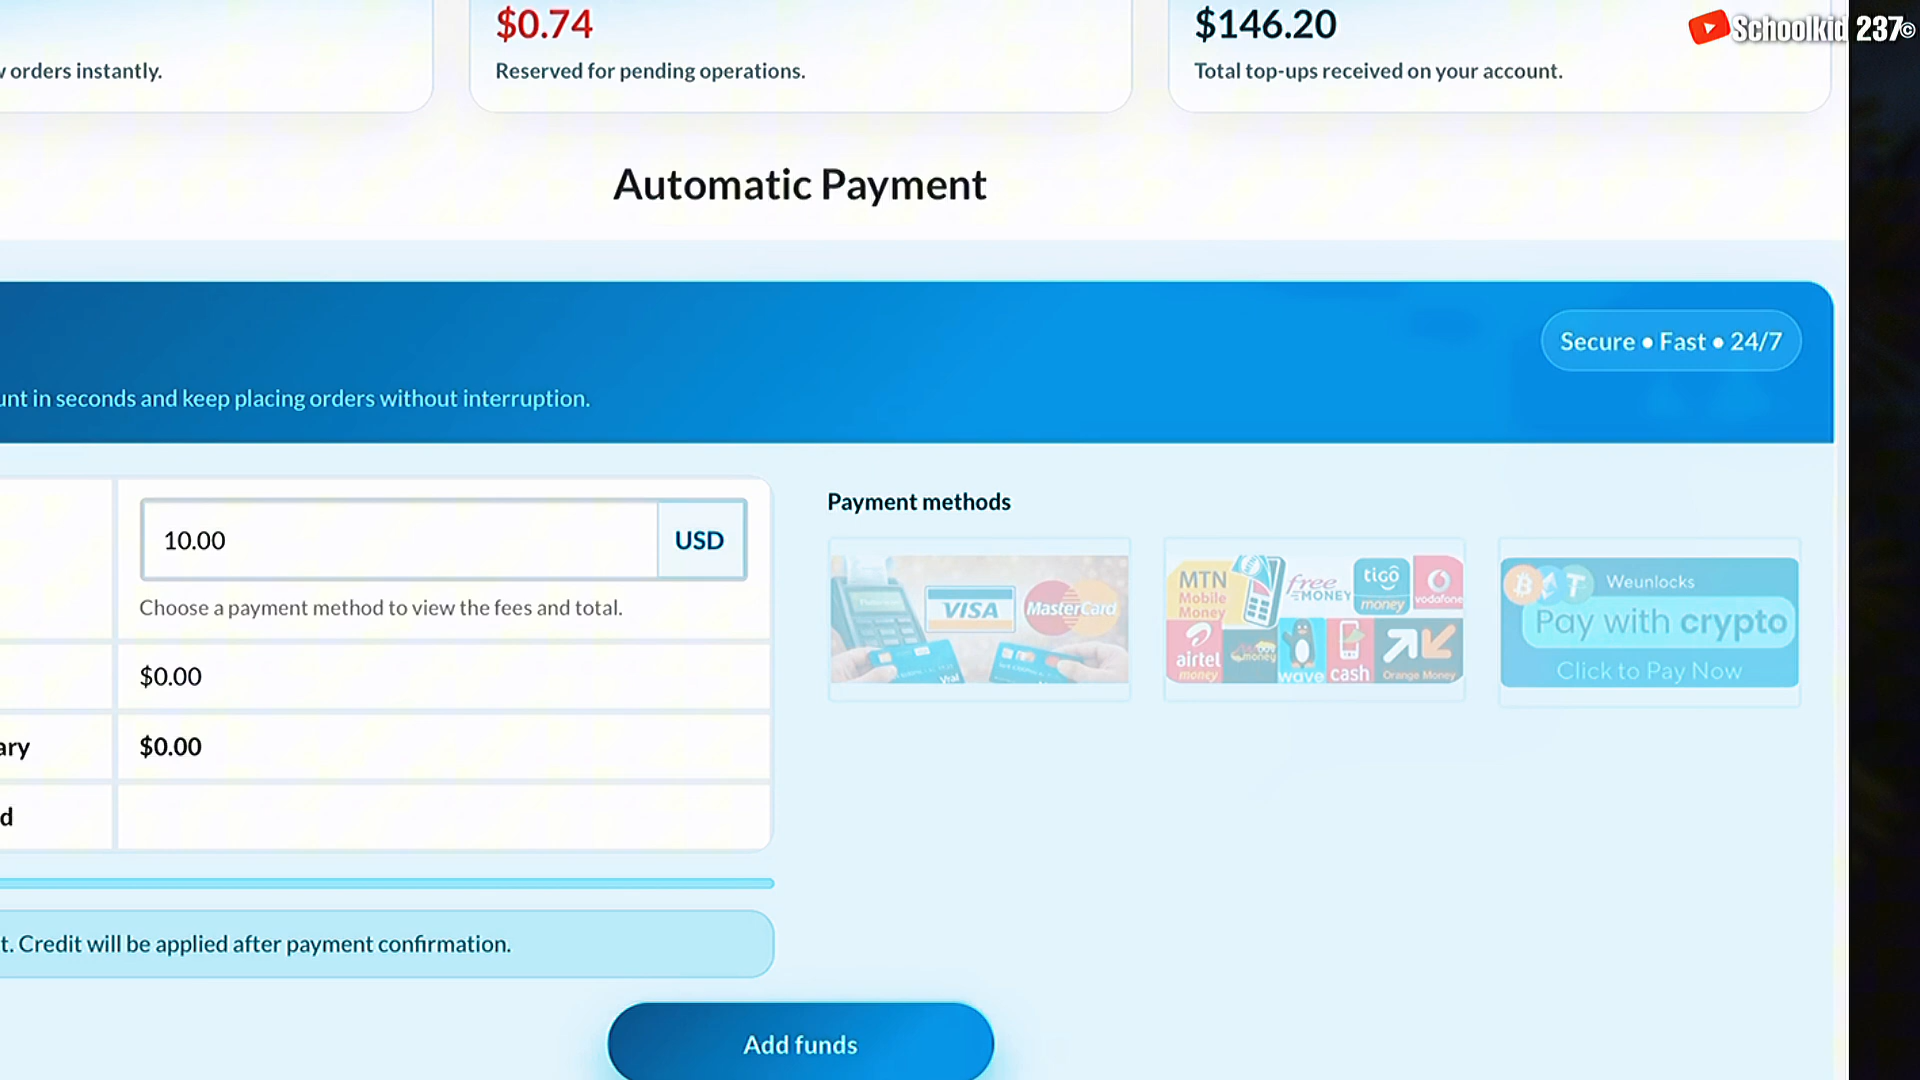 $0.74
$146.20
Schoolkid 237©
orders instantly.
Reserved for pending operations.
Total top-ups received on your account.
Automatic Payment
Secure • Fast • 24/7
unt in seconds and keep placing orders without interruption.
Payment methods
10.00
USD
Choose a payment method to view the fees and total.
VISA
MasterCard
MTN
Mobile
Money
free
MONEY
tigo
money
vodafone
airtel
money
money
wave
cash
Orange Money
Weunlocks
Pay with crypto
Click to Pay Now
$0.00
ary
$0.00
d
t. Credit will be applied after payment confirmation.
Add funds